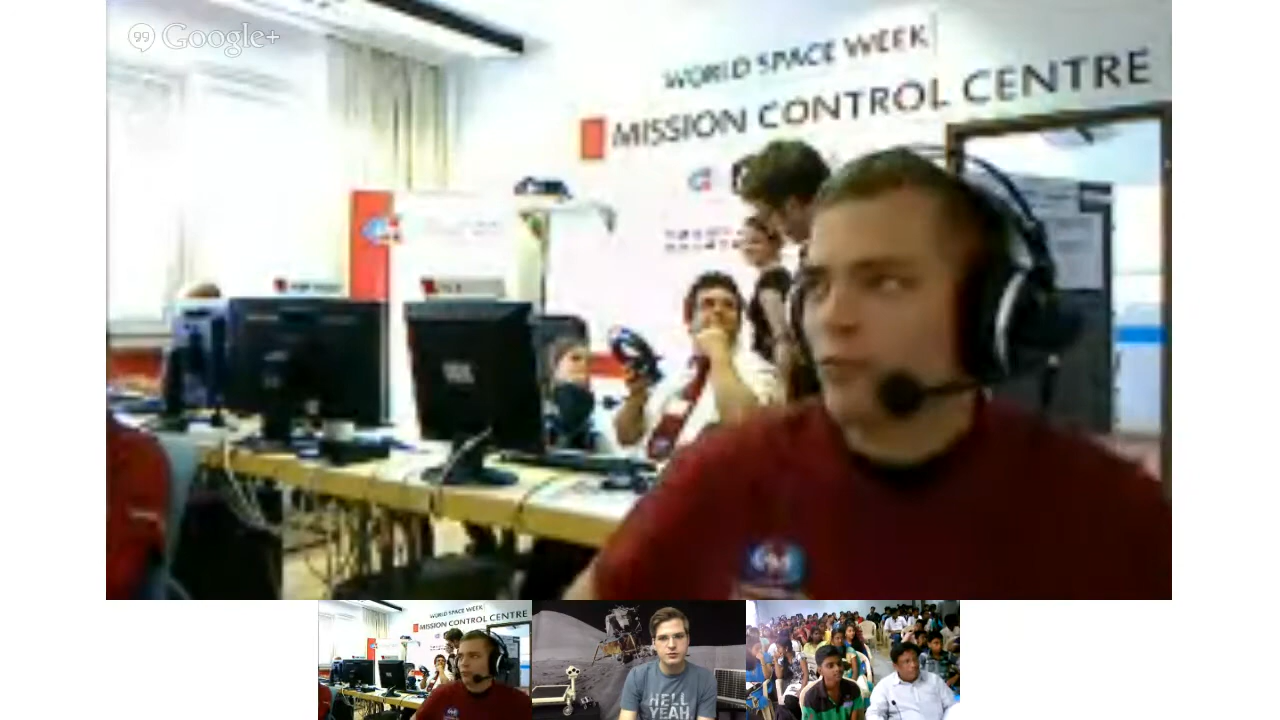 Google+
WORLD SPACE WEEK
MISSION CONTROL CENTRE
WORLD SPACE WEEK
MISSION CONTROL CENTRE
HELL
YEAH